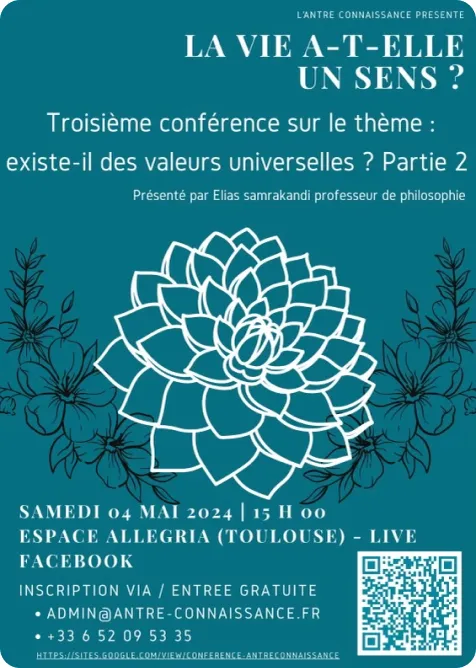 L'ANTRE CONNAISSANCE PRESENTE
LA VIE A-T-ELLE
UN SENS ?
Troisième conférence sur le thème :
existe-il des valeurs universelles ? Partie 2
Présenté par Elias samrakandi professeur de philosophie
SAMEDI 04 MAI 2024 | 15 H 00
ESPACE ALLEGRIA (TOULOUSE) - LIVE
FACEBOOK
INSCRIPTION VIA / ENTREE GRATUITE
• ADMIN@ANTRE-CONNAISSANCE.FR
• +33 6 52 09 53 35
HTTPS://SITES.GOOGLE.COM/VIEW/CONFERENCE-ANTRECONNAISSANCE